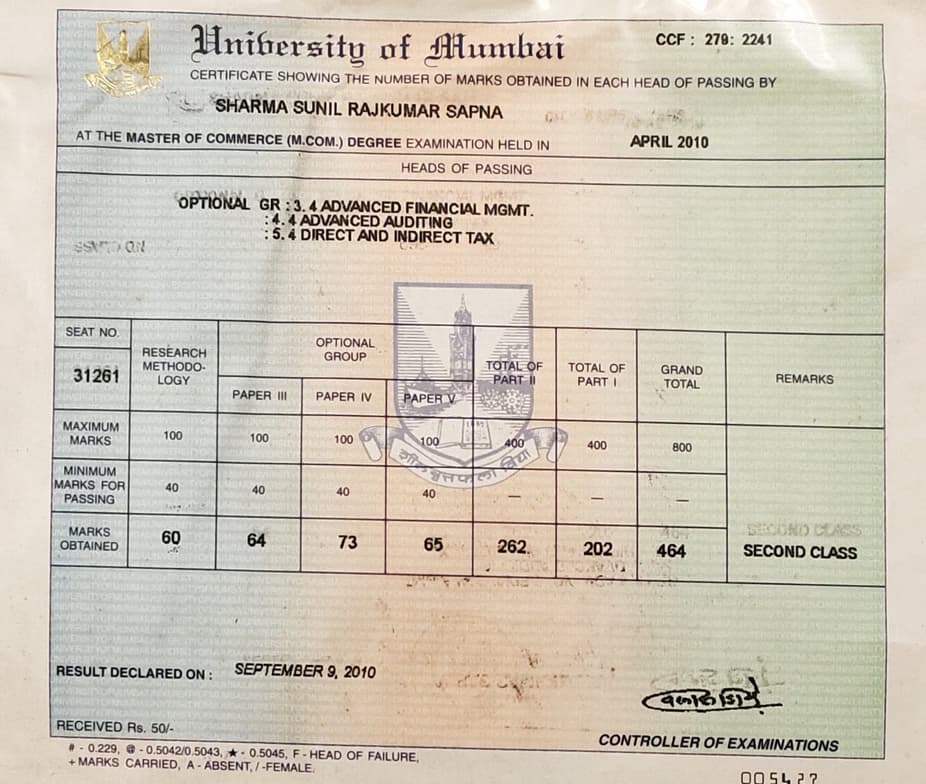 University of Mumbai
CCF : 279: 2241
CERTIFICATE SHOWING THE NUMBER OF MARKS OBTAINED IN EACH HEAD OF PASSING BY
SHARMA SUNIL RAJKUMAR SAPNA
AT THE MASTER OF COMMERCE (M.COM.) DEGREE EXAMINATION HELD IN APRIL 2010
HEADS OF PASSING
OPTIONAL GR : 3. 4 ADVANCED FINANCIAL MGMT.
: 4. 4 ADVANCED AUDITING
: 5. 4 DIRECT AND INDIRECT TAX
SEAT NO.
31261
RESEARCH
METHODO-
LOGY
OPTIONAL
GROUP
PAPER III PAPER IV PAPER V
TOTAL OF
PART II
TOTAL OF
PART I
GRAND
TOTAL
REMARKS
MAXIMUM
MARKS
100 100 100 100 400 400 800
MINIMUM
MARKS FOR
PASSING
40 40 40 40 — — —
MARKS
OBTAINED
60 64 73 65 262. 202 464 SECOND CLASS
RESULT DECLARED ON : SEPTEMBER 9, 2010
RECEIVED Rs. 50/-
CONTROLLER OF EXAMINATIONS
# - 0.229, @ - 0.5042/0.5043, ★ - 0.5045, F - HEAD OF FAILURE,
+ MARKS CARRIED, A - ABSENT, / -FEMALE.
005427